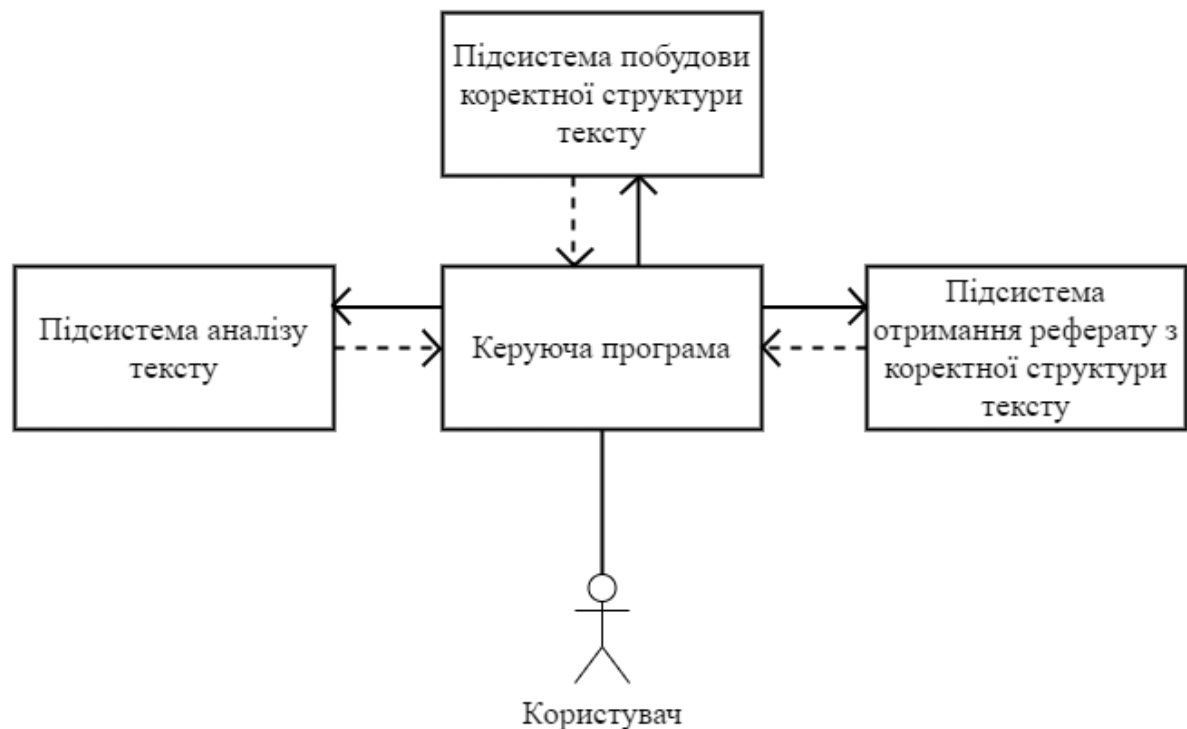 Підсистема побудови
коректної структури
тексту
Підсистема аналізу
тексту
Керуюча програма
Підсистема
отримання реферату з
коректної структури
тексту
Користувач